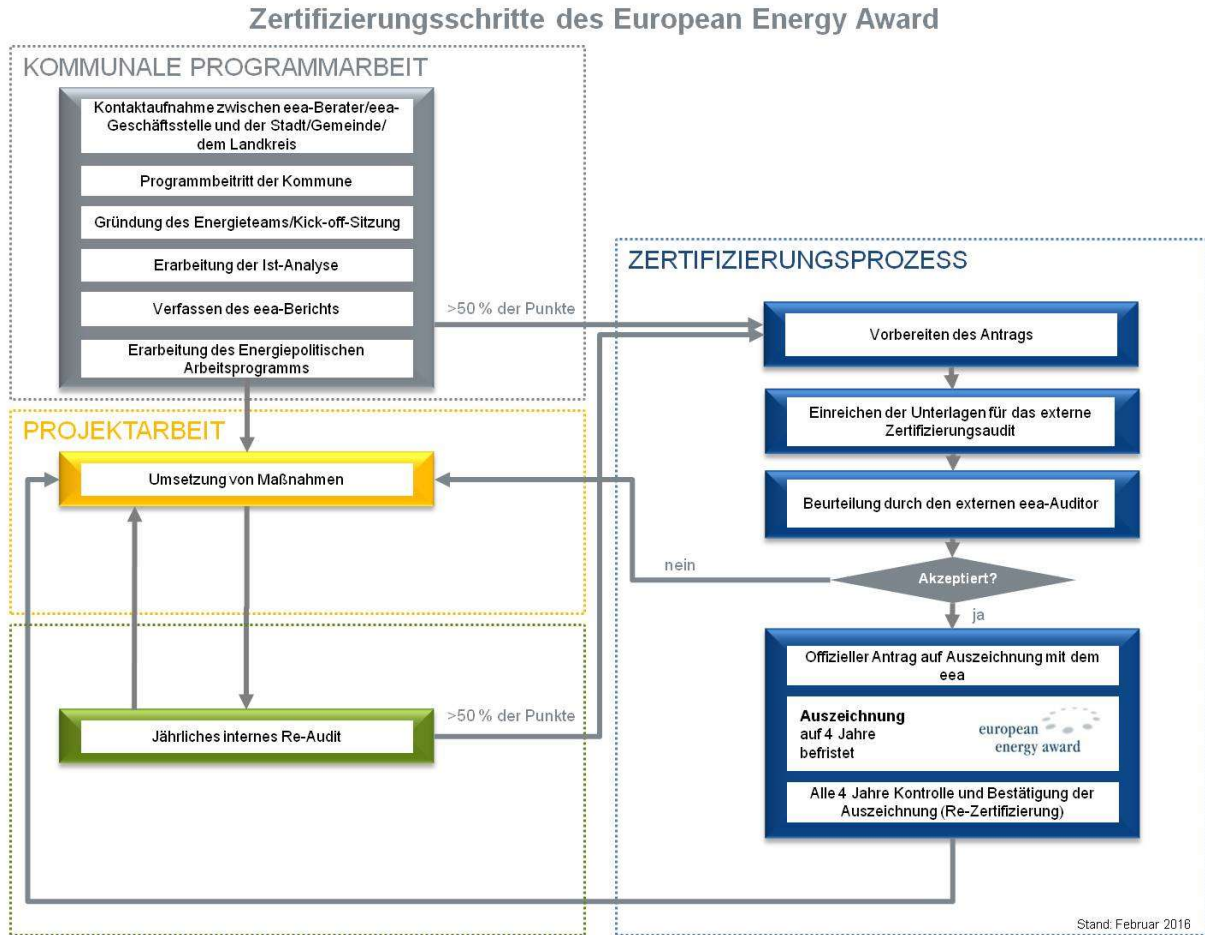 Zertifizierungsschritte des European Energy Award
KOMMUNALE PROGRAMMARBEIT
Kontaktaufnahme zwischen eea-Berater/eea-
Geschäftsstelle und der Stadt/Gemeinde/
dem Landkreis
Programmbeitritt der Kommune
Gründung des Energieteams/Kick-off-Sitzung
Erarbeitung der Ist-Analyse
Verfassen des eea-Berichts
Erarbeitung des Energiepolitischen
Arbeitsprogramms
>50 % der Punkte
PROJEKTARBEIT
Umsetzung von Maßnahmen
Jährliches internes Re-Audit
>50 % der Punkte
ZERTIFIZIERUNGSPROZESS
Vorbereiten des Antrags
Einreichen der Unterlagen für das externe
Zertifizierungsaudit
Beurteilung durch den externen eea-Auditor
Akzeptiert?
nein
ja
Offizieller Antrag auf Auszeichnung mit dem
eea
Auszeichnung
auf 4 Jahre
befristet
european
energy award
Alle 4 Jahre Kontrolle und Bestätigung der
Auszeichnung (Re-Zertifizierung)
Stand: Februar 2016